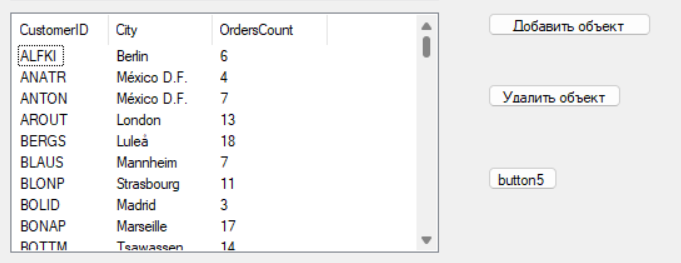 CustomerID City OrdersCount
ALFKI Berlin 6
ANATR México D.F. 4
ANTON México D.F. 7
AROUT London 13
BERGS Luleå 18
BLAUS Mannheim 7
BLONP Strasbourg 11
BOLID Madrid 3
BONAP Marseille 17
BOTTM Tsawassen 14
Добавить объект
Удалить объект
button5